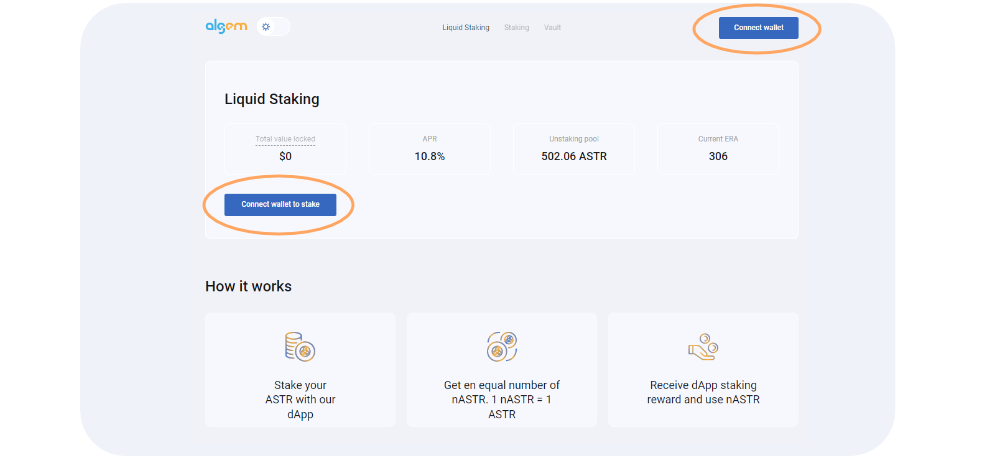 algem
Liquid Staking Staking Vault
Connect wallet
Liquid Staking
Total value locked
$0
APR
10.8%
Unstaking pool
502.06 ASTR
Current ERA
306
Connect wallet to stake
How it works
Stake your
ASTR with our
dApp
Get en equal number of
nASTR. 1 nASTR = 1
ASTR
Receive dApp staking
reward and use nASTR